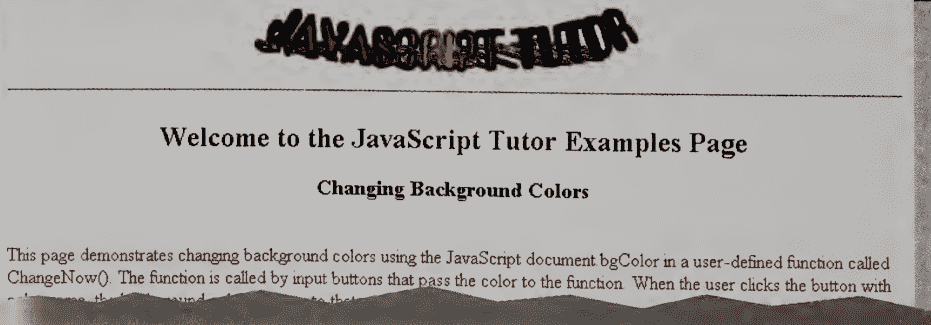 JAVASCRIPT TUTOR
Welcome to the JavaScript Tutor Examples Page
Changing Background Colors
This page demonstrates changing background colors using the JavaScript document bgColor in a user-defined function called
ChangeNow(). The function is called by input buttons that pass the color to the function. When the user clicks the button with